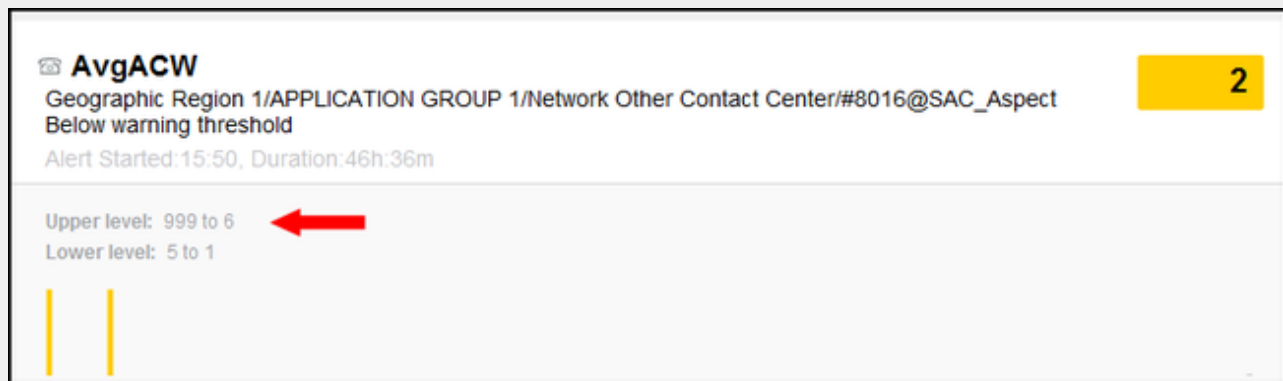 AvgACW
2
Geographic Region 1/APPLICATION GROUP 1/Network Other Contact Center/#8016@SAC_Aspect
Below warning threshold
Alert Started:15:50, Duration:46h:36m
Upper level: 999 to 6
Lower level: 5 to 1